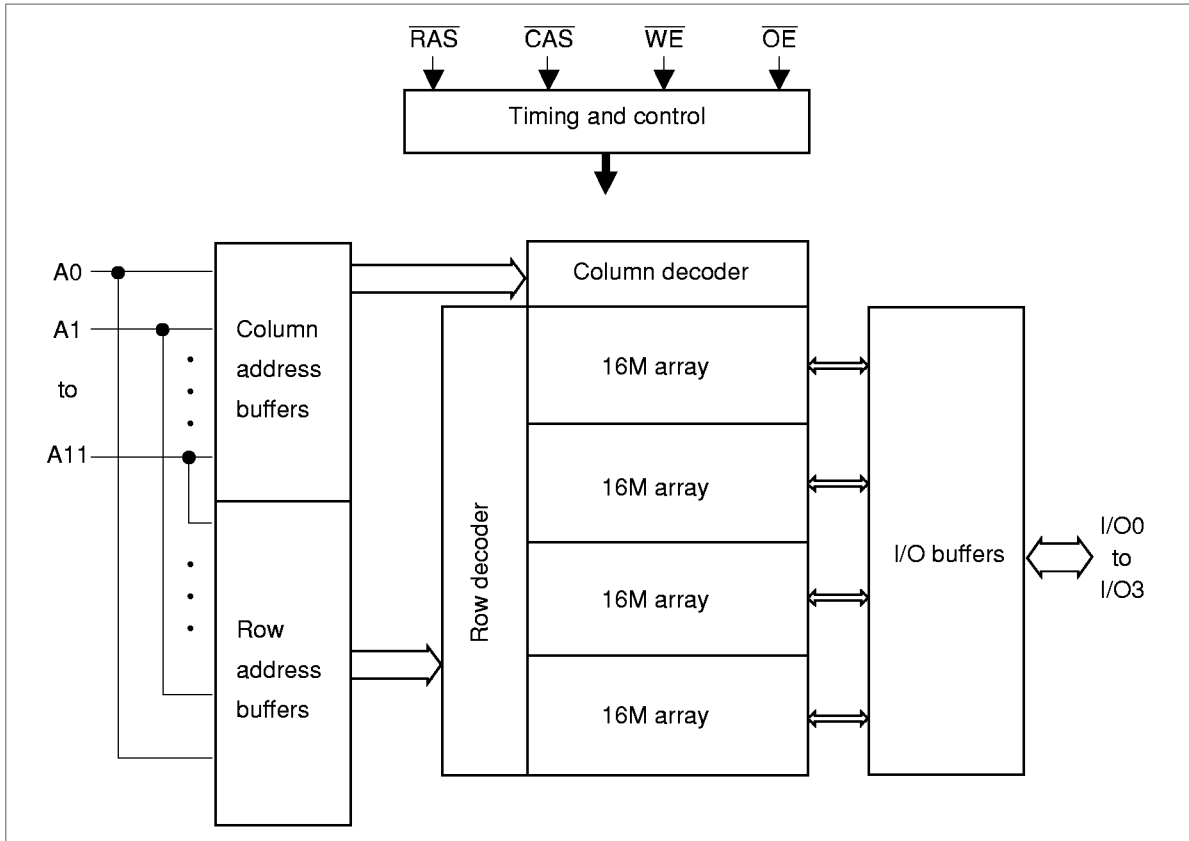 RAS CAS WE OE
Timing and control
A0
A1
to
A11
Column
address
buffers
Row
address
buffers
Column decoder
Row decoder
16M array
16M array
16M array
16M array
I/O buffers
I/O0
to
I/O3